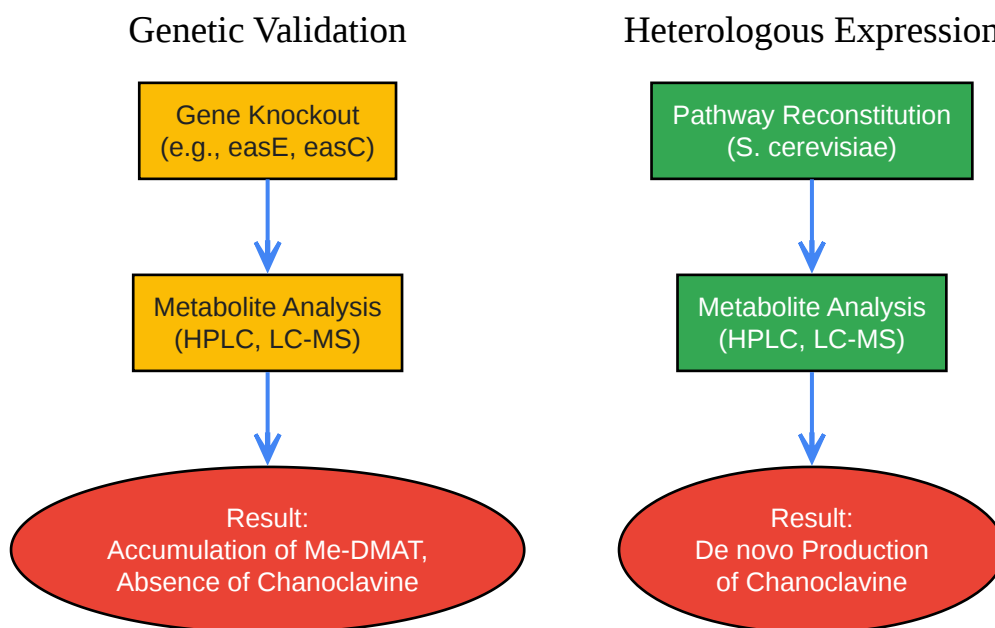 Genetic Validation
Gene Knockout
(e.g., easE, easC)
Metabolite Analysis
(HPLC, LC-MS)
Result:
Accumulation of Me-DMAT,
Absence of Chanoclavine
Heterologous Expression
Pathway Reconstitution
(S. cerevisiae)
Metabolite Analysis
(HPLC, LC-MS)
Result:
De novo Production
of Chanoclavine